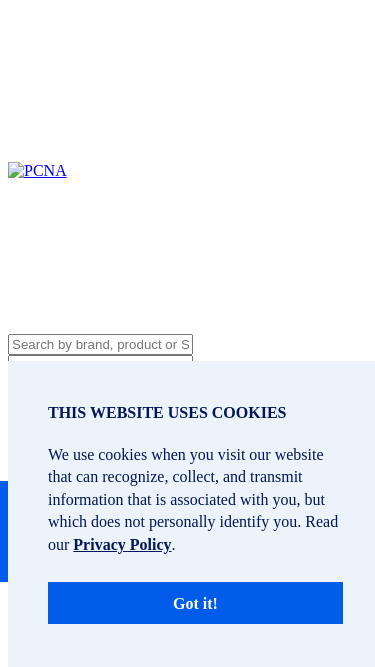 PCNA
Search by brand, product or S
THIS WEBSITE USES COOKIES
We use cookies when you visit our website
that can recognize, collect, and transmit
information that is associated with you, but
which does not personally identify you. Read
our Privacy Policy.
Got it!